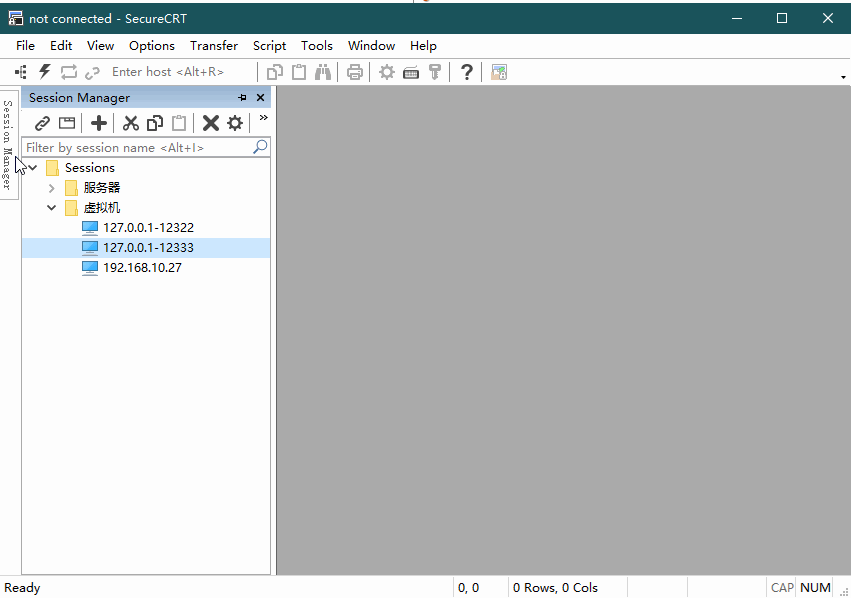 not connected - SecureCRT
File Edit View Options Transfer Script Tools Window Help
Enter host <Alt+R>
Session Manager
Session Manager
Filter by session name <Alt+I>
Sessions
服务器
虚拟机
127.0.0.1-12322
127.0.0.1-12333
192.168.10.27
Ready 0, 0 0 Rows, 0 Cols CAP NUM